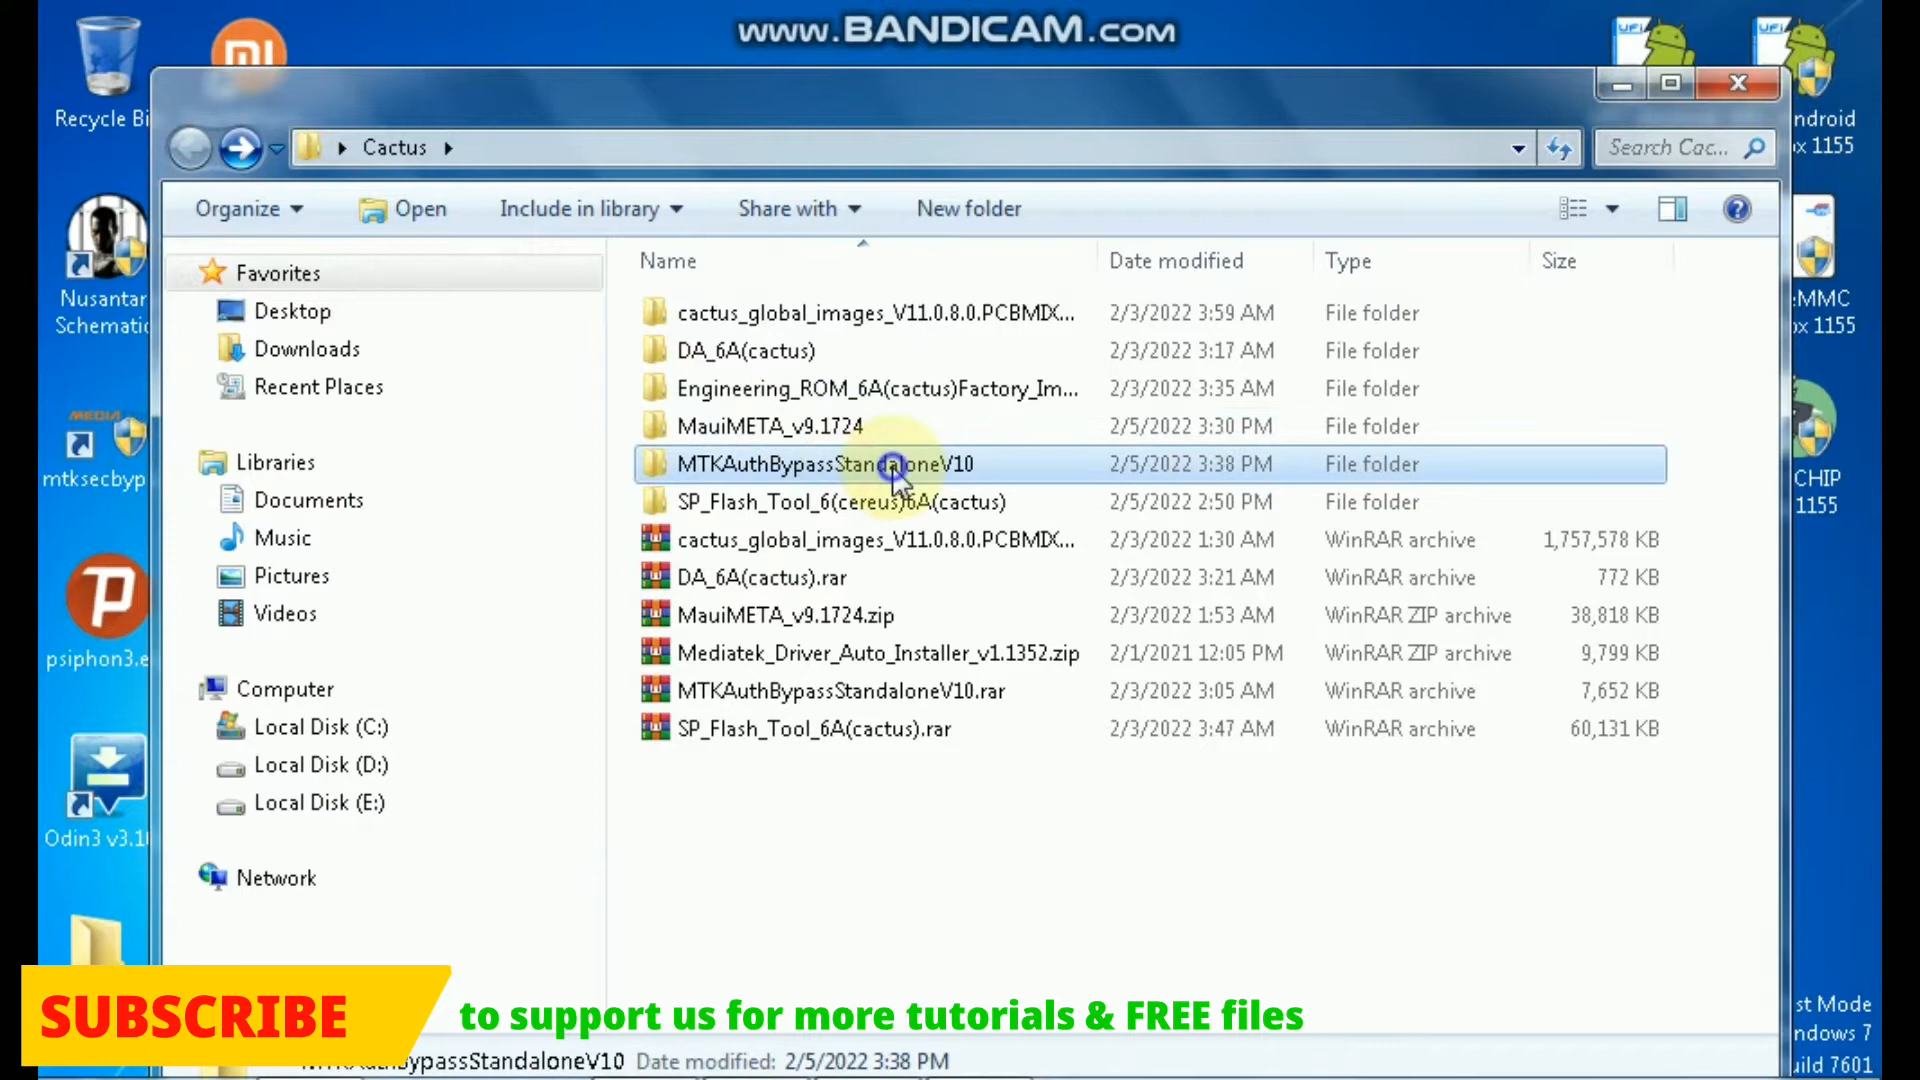 www.BANDICAM.com
Recycle Bi
ndroid
x 1155
Cactus
Search Cac...
Organize
Open
Include in library
Share with
New folder
Favorites
Desktop
Downloads
Recent Places
Libraries
Documents
Music
Pictures
Videos
Computer
Local Disk (C:)
Local Disk (D:)
Local Disk (E:)
Network
Name Date modified Type Size
cactus_global_images_V11.0.8.0.PCBMIX... 2/3/2022 3:59 AM File folder
DA_6A(cactus) 2/3/2022 3:17 AM File folder
Engineering_ROM_6A(cactus)Factory_Im... 2/3/2022 3:35 AM File folder
MauiMETA_v9.1724 2/5/2022 3:30 PM File folder
MTKAuthBypassStandaloneV10 2/5/2022 3:38 PM File folder
SP_Flash_Tool_6(cereus)6A(cactus) 2/5/2022 2:50 PM File folder
cactus_global_images_V11.0.8.0.PCBMIX... 2/3/2022 1:30 AM WinRAR archive 1,757,578 KB
DA_6A(cactus).rar 2/3/2022 3:21 AM WinRAR archive 772 KB
MauiMETA_v9.1724.zip 2/3/2022 1:53 AM WinRAR ZIP archive 38,818 KB
Mediatek_Driver_Auto_Installer_v1.1352.zip 2/1/2021 12:05 PM WinRAR ZIP archive 9,799 KB
MTKAuthBypassStandaloneV10.rar 2/3/2022 3:05 AM WinRAR archive 7,652 KB
SP_Flash_Tool_6A(cactus).rar 2/3/2022 3:47 AM WinRAR archive 60,131 KB
Nusantar
Schematic
mtksecbyp
psiphon3.e
Odin3 v3.1
MMC
x 1155
CHIP
1155
SUBSCRIBE
to support us for more tutorials & FREE files
st Mode
ndows 7
uild 7601
ypassStandaloneV10 Date modified: 2/5/2022 3:38 PM